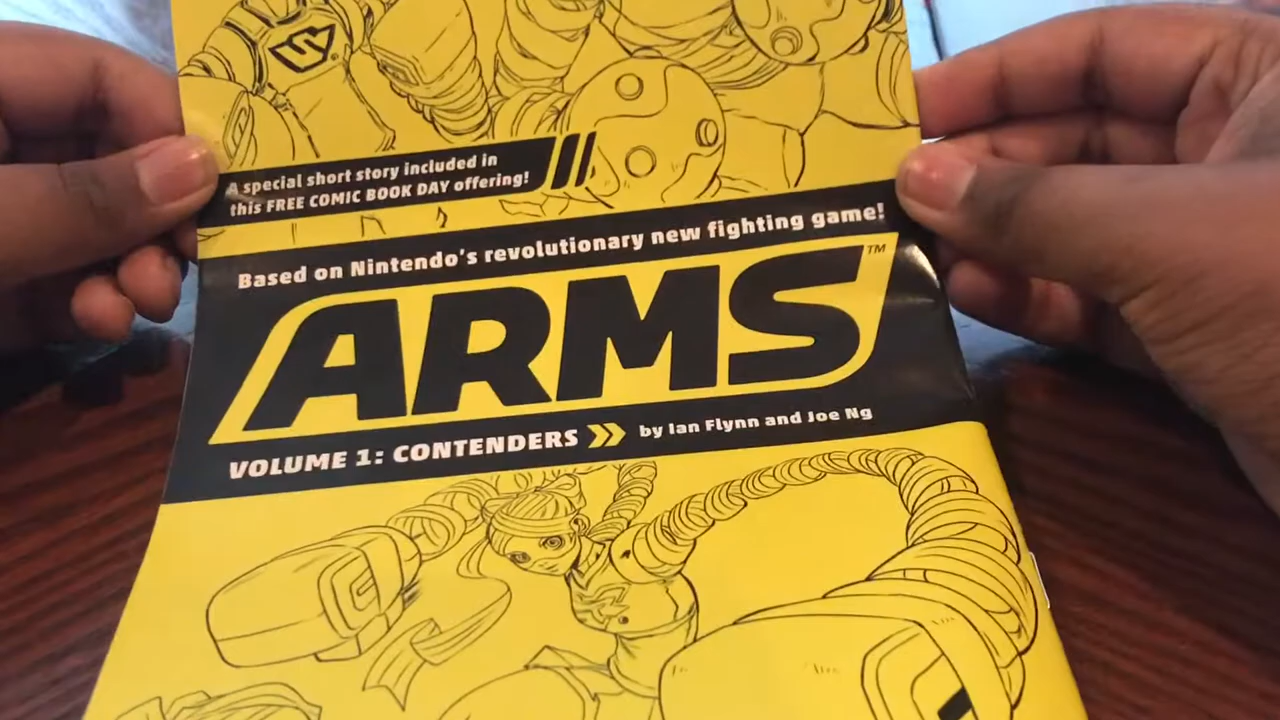 A special short story included in
this FREE COMIC BOOK DAY offering!
Based on Nintendo's revolutionary new fighting game!
ARMS™
VOLUME 1: CONTENDERS » by Ian Flynn and Joe Ng